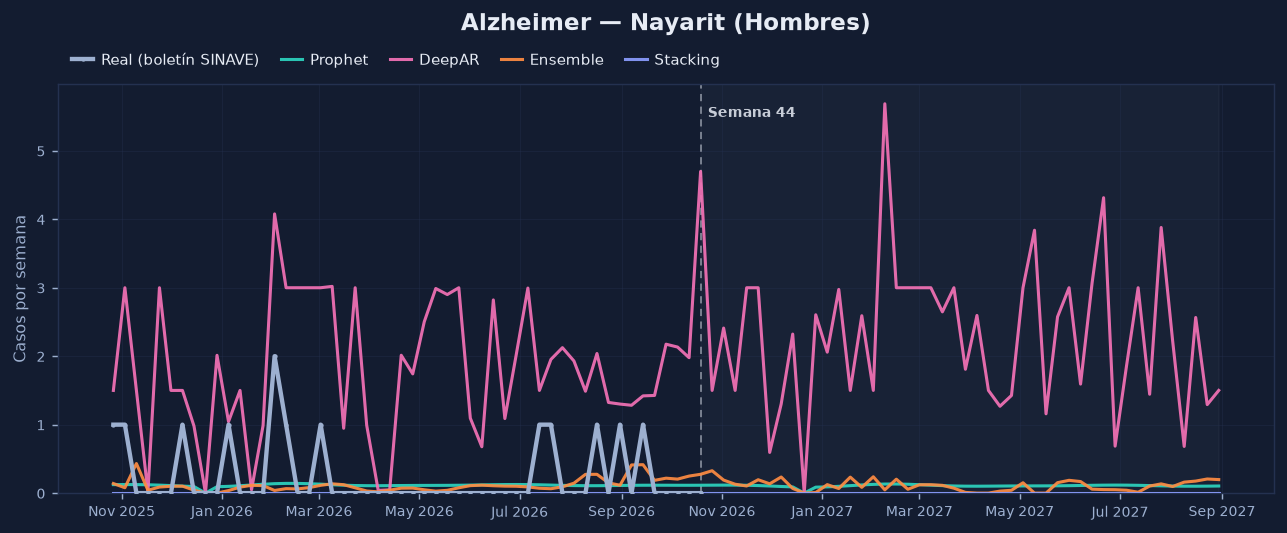 Alzheimer — Nayarit (Hombres)
Real (boletín SINAVE) Prophet DeepAR Ensemble Stacking
Semana 44
Casos por semana
5
4
3
2
1
0
Nov 2025 Jan 2026 Mar 2026 May 2026 Jul 2026 Sep 2026 Nov 2026 Jan 2027 Mar 2027 May 2027 Jul 2027 Sep 2027